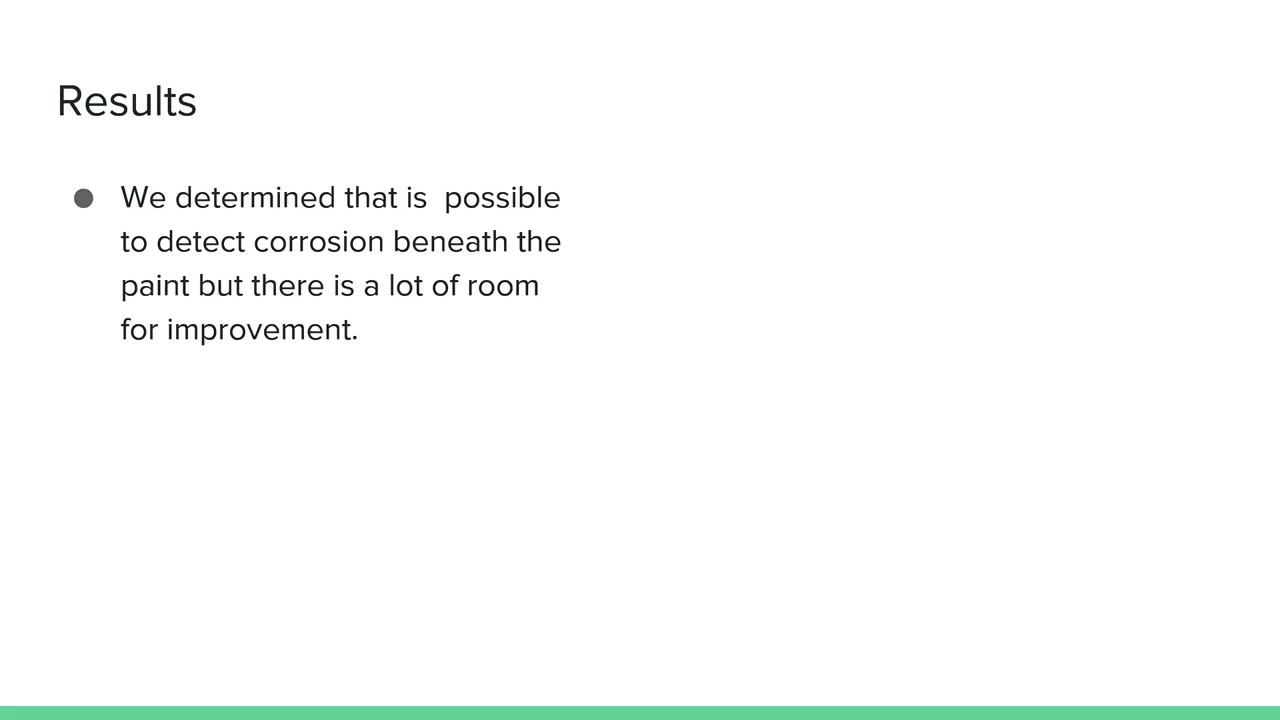 Results
● We determined that is  possible
to detect corrosion beneath the
paint but there is a lot of room
for improvement.